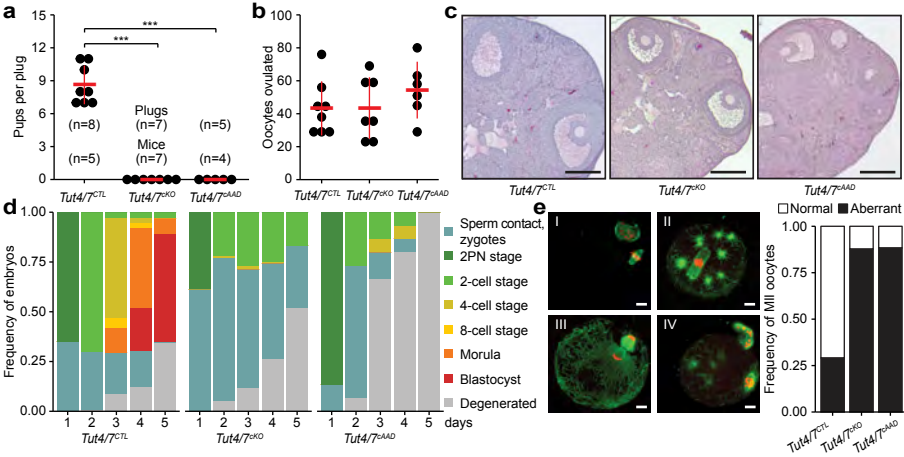 a
***
***
Pups per plug
15
12
9
6
3
0
Plugs
(n=8) (n=7) (n=5)
Mice
(n=5) (n=7) (n=4)
Tut4/7CTL Tut4/7cKO Tut4/7cAAD
b
Oocytes ovulated
100
80
60
40
20
0
Tut4/7CTL Tut4/7cKO Tut4/7cAAD
c
Tut4/7CTL Tut4/7cKO Tut4/7cAAD
d
Frequency of embryos
1.00
0.75
0.50
0.25
0.00
1 2 3 4 5 1 2 3 4 5 1 2 3 4 5 days
Tut4/7CTL Tut4/7cKO Tut4/7cAAD
Sperm contact,
zygotes
2PN stage
2-cell stage
4-cell stage
8-cell stage
Morula
Blastocyst
Degenerated
e
I II
III IV
Normal Aberrant
Frequency of MII oocytes
1.00
0.75
0.50
0.25
0.00
Tut4/7CTL Tut4/7cKO Tut4/7cAAD